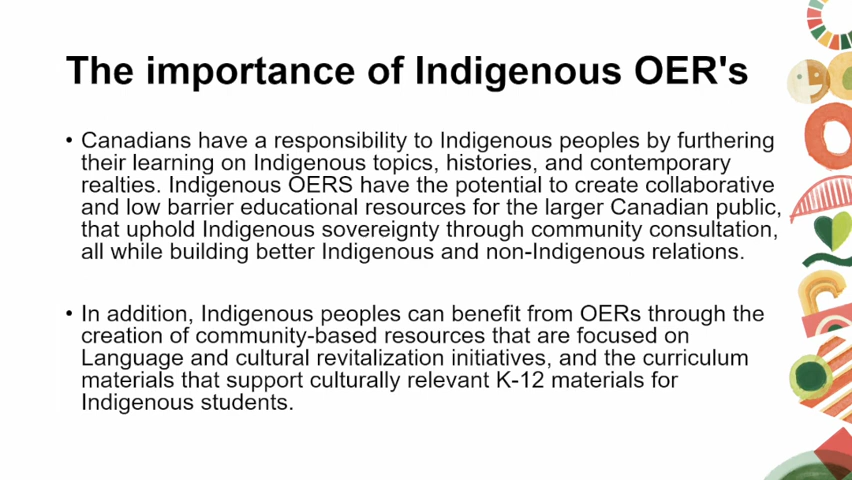 The importance of Indigenous OER's
• Canadians have a responsibility to Indigenous peoples by furthering
their learning on Indigenous topics, histories, and contemporary
realties. Indigenous OERS have the potential to create collaborative
and low barrier educational resources for the larger Canadian public,
that uphold Indigenous sovereignty through community consultation,
all while building better Indigenous and non-Indigenous relations.
• In addition, Indigenous peoples can benefit from OERs through the
creation of community-based resources that are focused on
Language and cultural revitalization initiatives, and the curriculum
materials that support culturally relevant K-12 materials for
Indigenous students.